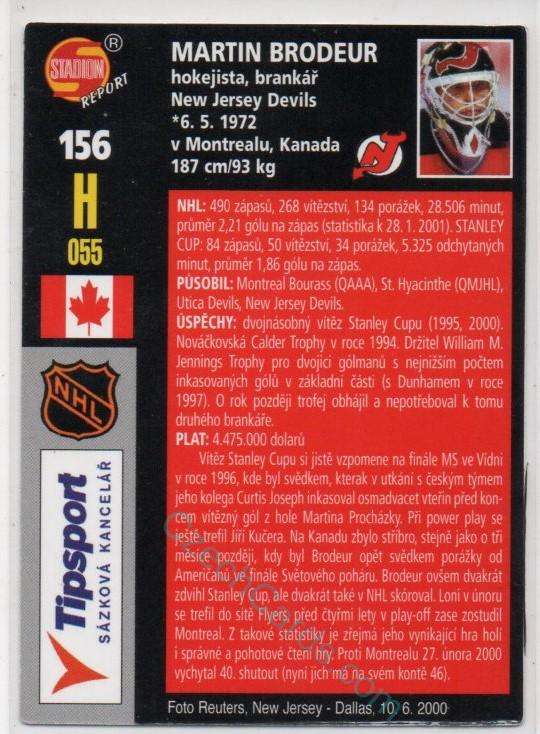 STADION
REPORT
®
156
H
055
NHL
Tipsport
SÁZKOVÁ KANCELÁŘ
MARTIN BRODEUR
hokejista, brankář
New Jersey Devils
*6. 5. 1972
v Montrealu, Kanada
187 cm/93 kg
NHL: 490 zápasů, 268 vítězství, 134 porážek, 28.506 minut,
průměr 2,21 gólu na zápas (statistika k 28. 1. 2001). STANLEY
CUP: 84 zápasů, 50 vítězství, 34 porážek, 5.325 odchytaných
minut, průměr 1,86 gólu na zápas.
PŮSOBIL: Montreal Bourass (QAAA), St. Hyacinthe (QMJHL),
Utica Devils, New Jersey Devils.
ÚSPĚCHY: dvojnásobný vítěz Stanley Cupu (1995, 2000).
Nováčkovská Calder Trophy v roce 1994. Držitel William M.
Jennings Trophy pro dvojici gólmanů s nejnižším počtem
inkasovaných gólů v základní části (s Dunhamem v roce
1997). O rok později trofej obhájil a nepotřeboval k tomu
druhého brankáře.
PLAT: 4.475.000 dolarů
Vítěz Stanley Cupu si jistě vzpomene na finále MS ve Vídni
v roce 1996, kde byl svědkem, kterak v utkání s českým týmem
jeho kolega Curtis Joseph inkasoval osmadvacet vteřin před kon-
cem vítězný gól z hole Martina Procházky. Při power play se
ještě trefil Jiří Kučera. Na Kanadu zbylo stříbro, stejně jako o tři
měsíce později, kdy byl Brodeur opět svědkem porážky od
Američanů ve finále Světového poháru. Brodeur ovšem dvakrát
zdvihl Stanley Cup, ale dvakrát také v NHL skóroval. Loni v únoru
se trefil do sítě Flyers a před čtyřmi lety v play-off zase zostudil
Montreal. Z takové statistiky je zřejmá jeho vynikající hra holí
i správné a pohotové čtení hry. Proti Montrealu 27. února 2000
vychytal 40. shutout (nyní jich má na svém kontě 46).
Foto Reuters, New Jersey - Dallas, 10. 6. 2000
CzechCards.com